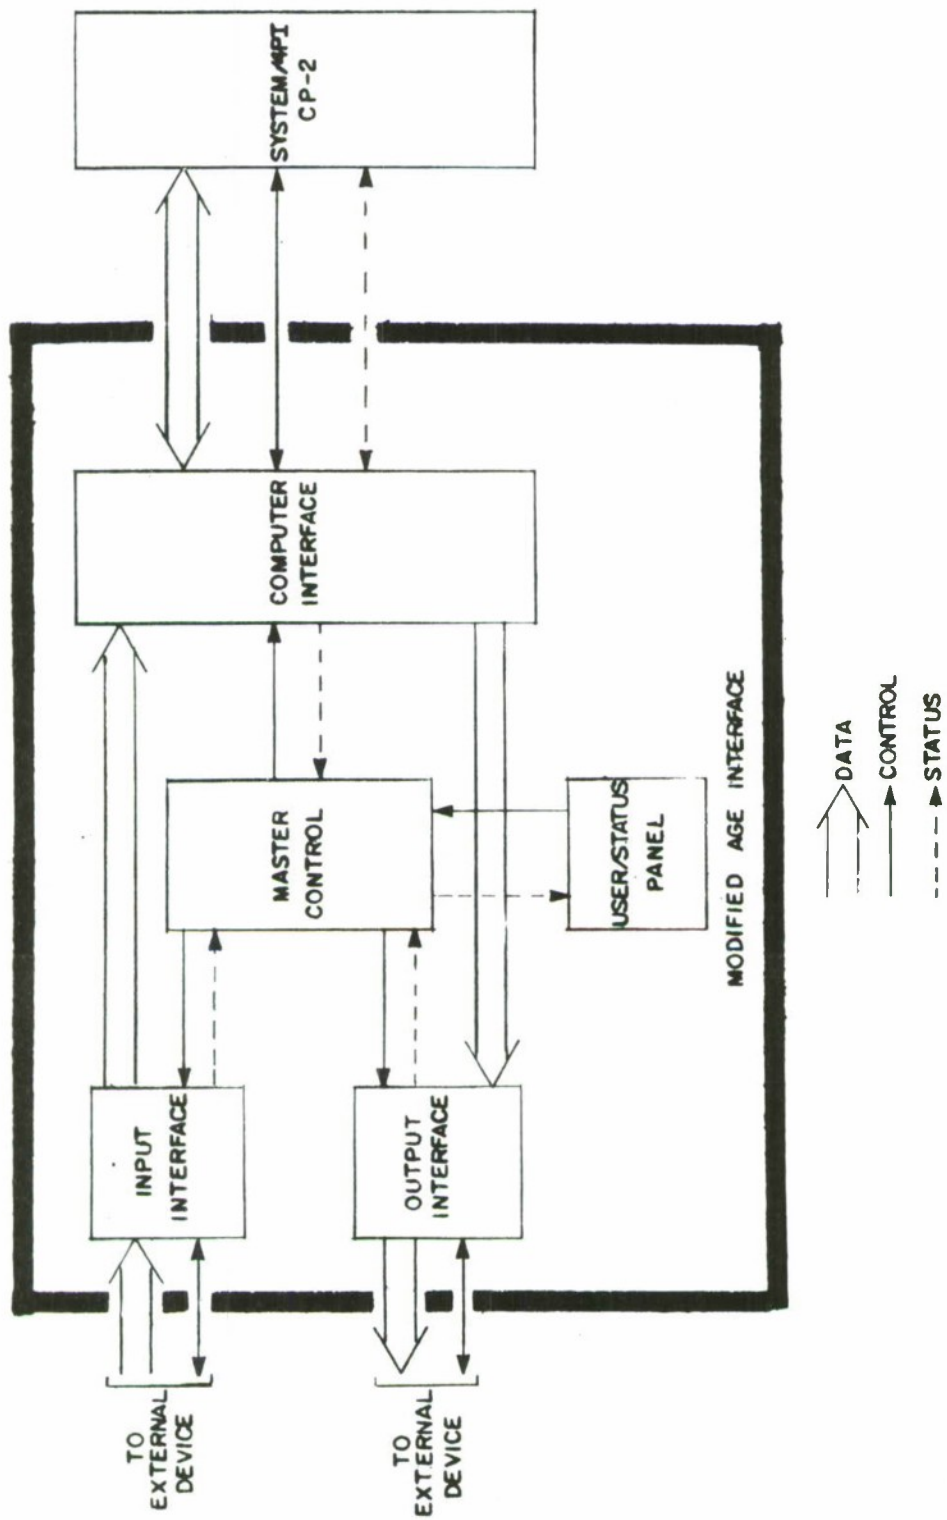 TO
EXTERNAL
DEVICE
TO
EXTERNAL
DEVICE
INPUT
INTERFACE
OUTPUT
INTERFACE
MASTER
CONTROL
USER/STATUS
PANEL
COMPUTER
INTERFACE
SYSTEM/4PI
CP-2
MODIFIED AGE INTERFACE
DATA
CONTROL
STATUS